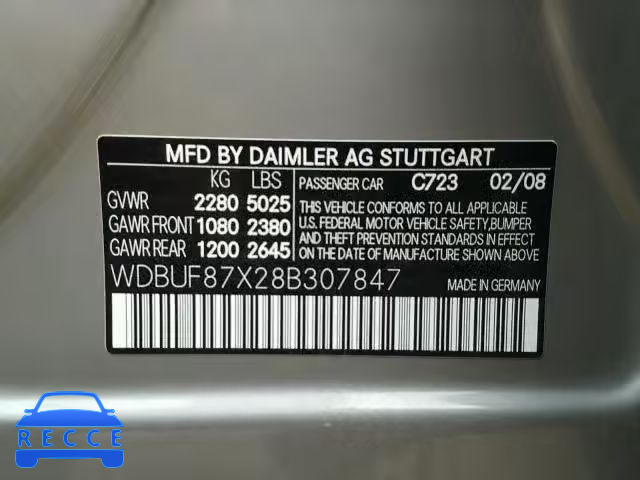 MFD BY DAIMLER AG STUTTGART
KG LBS PASSENGER CAR C723 02/08
GVWR 2280 5025
GAWR FRONT 1080 2380
GAWR REAR 1200 2645
THIS VEHICLE CONFORMS TO ALL APPLICABLE
U.S. FEDERAL MOTOR VEHICLE SAFETY,BUMPER
AND THEFT PREVENTION STANDARDS IN EFFECT
ON THE DATE OF MANUFACTURE SHOWN ABOVE.
WDBUF87X28B307847 MADE IN GERMANY
RECCE